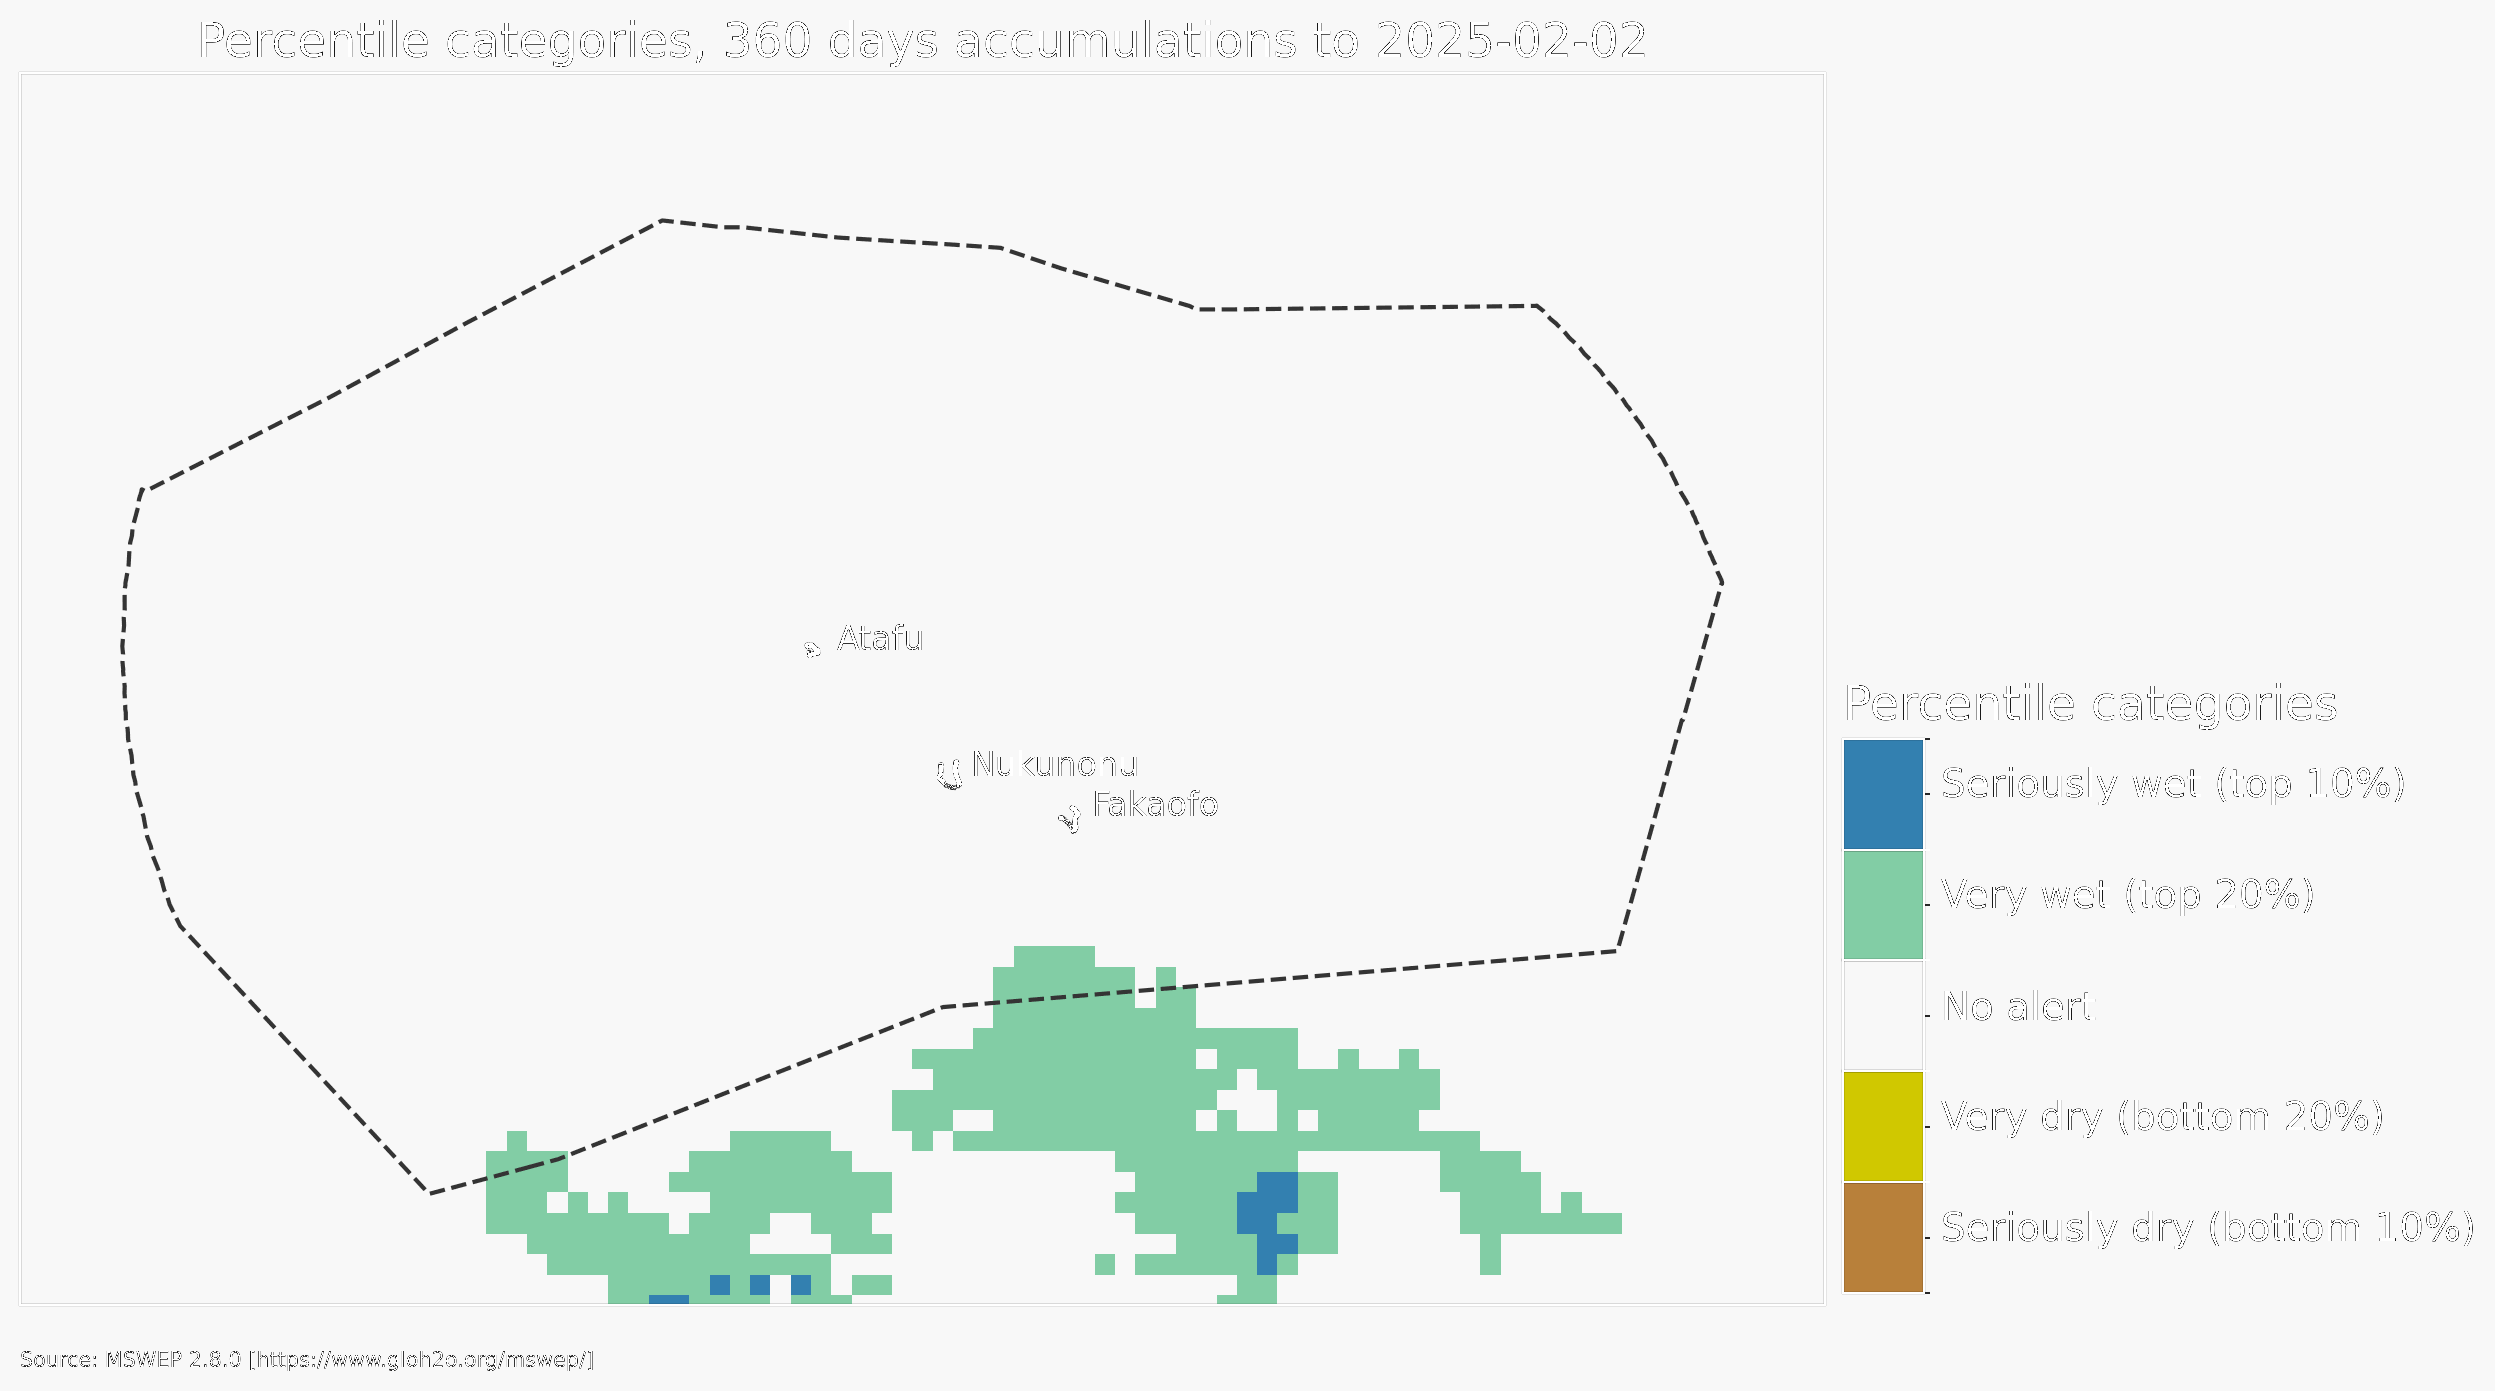 Percentile categories, 360 days accumulations to 2025-02-02
Atafu
Nukunonu
Fakaofo
Percentile categories
Seriously wet (top 10%)
Very wet (top 20%)
No alert
Very dry (bottom 20%)
Seriously dry (bottom 10%)
Source: MSWEP 2.8.0 [https://www.gloh2o.org/mswep/]